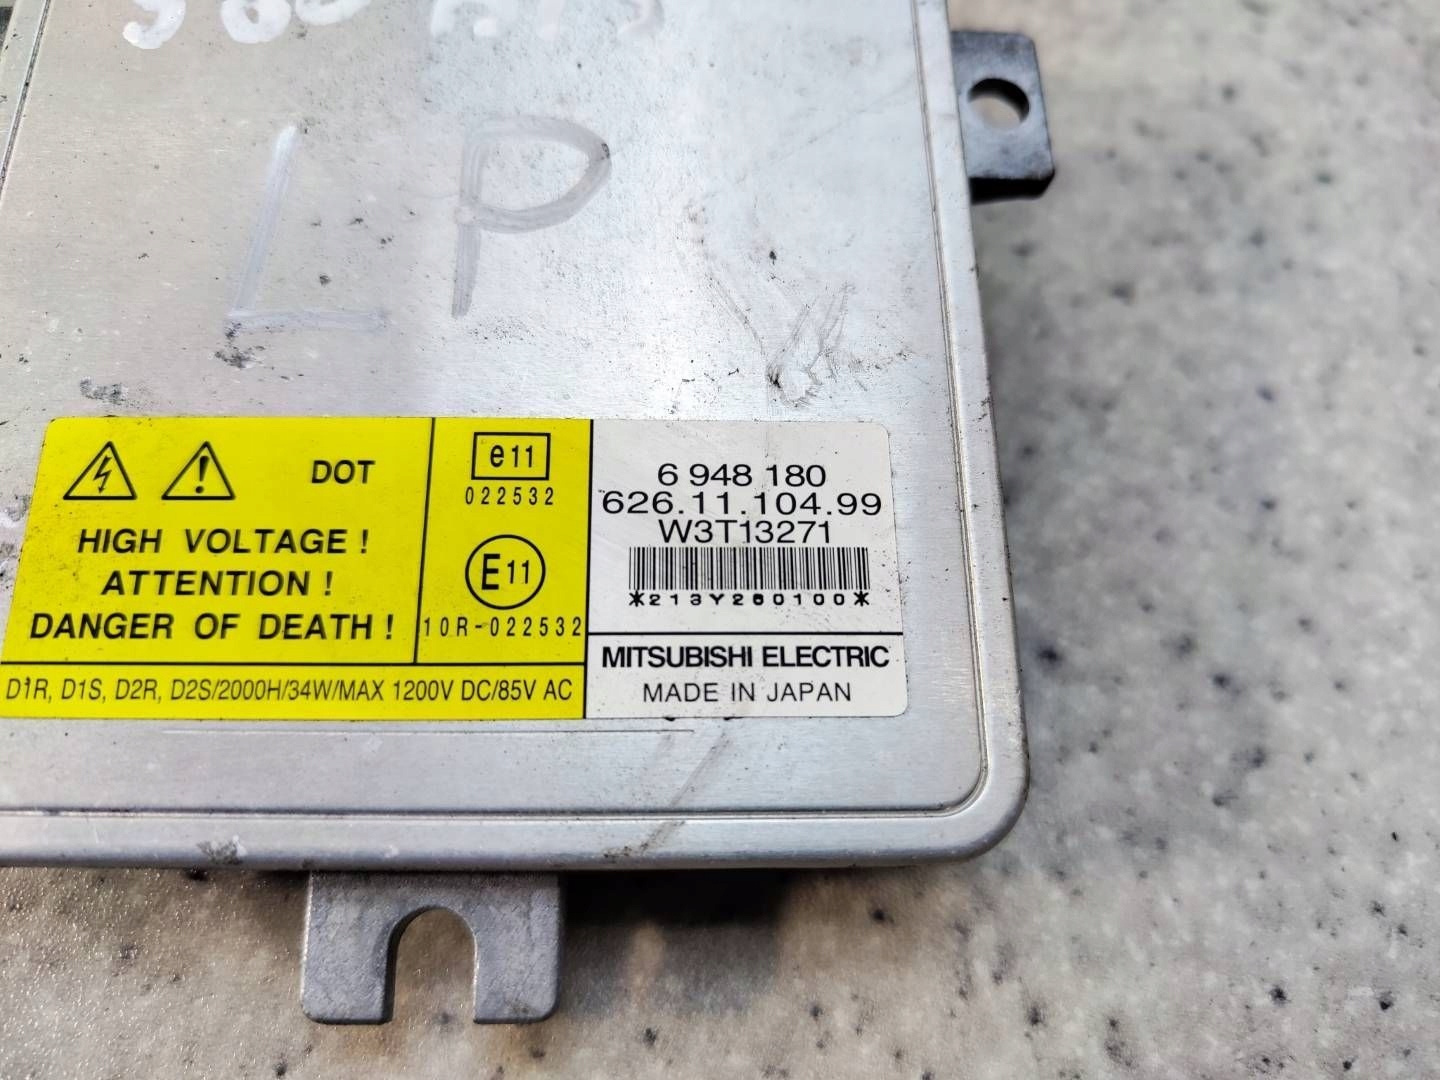 LP
DOT
HIGH VOLTAGE !
ATTENTION !
DANGER OF DEATH !
e11
022532
E11
10R-022532
D1R, D1S, D2R, D2S/2000H/34W/MAX 1200V DC/85V AC
6 948 180
626.11.104.99
W3T13271
*213Y260100*
MITSUBISHI ELECTRIC
MADE IN JAPAN